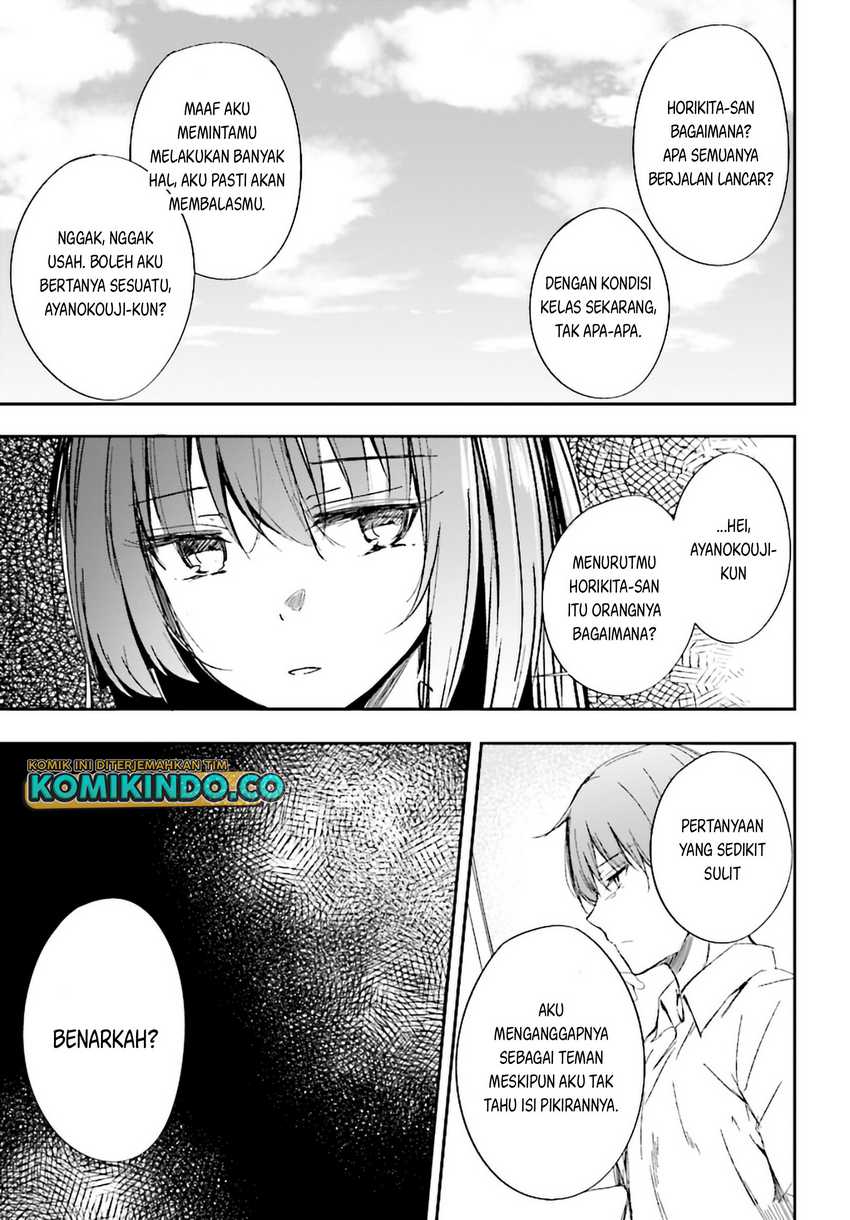 HORIKITA-SAN
BAGAIMANA?
APA SEMUANYA
BERJALAN LANCAR?
DENGAN KONDISI
KELAS SEKARANG,
TAK APA-APA.
MAAF AKU
MEMINTAMU
MELAKUKAN BANYAK
HAL, AKU PASTI AKAN
MEMBALASMU.
NGGAK, NGGAK
USAH. BOLEH AKU
BERTANYA SESUATU,
AYANOKOUJI-KUN?
...HEI,
AYANOKOUJI-
KUN
MENURUTMU
HORIKITA-SAN
ITU ORANGNYA
BAGAIMANA?
PERTANYAAN
YANG SEDIKIT
SULIT
AKU
MENGANGGAPNYA
SEBAGAI TEMAN
MESKIPUN AKU TAK
TAHU ISI PIKIRANNYA.
KOMIK INI DITERJEMAHKAN TIM
KOMIKINDO.CO
BENARKAH?